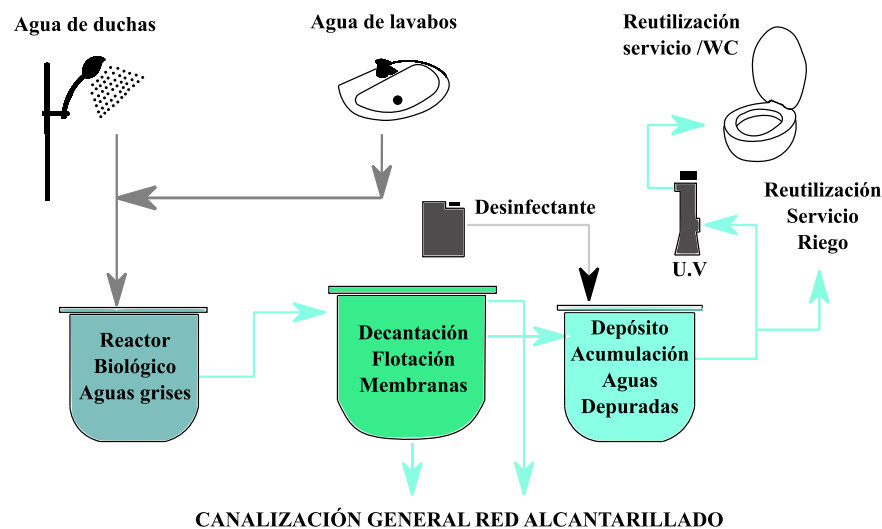 Agua de duchas
Agua de lavabos
Reutilización
servicio /WC
Desinfectante
U.V
Reutilización
Servicio
Riego
Reactor
Biológico
Aguas grises
Decantación
Flotación
Membranas
Depósito
Acumulación
Aguas
Depuradas
CANALIZACIÓN GENERAL RED ALCANTARILLADO